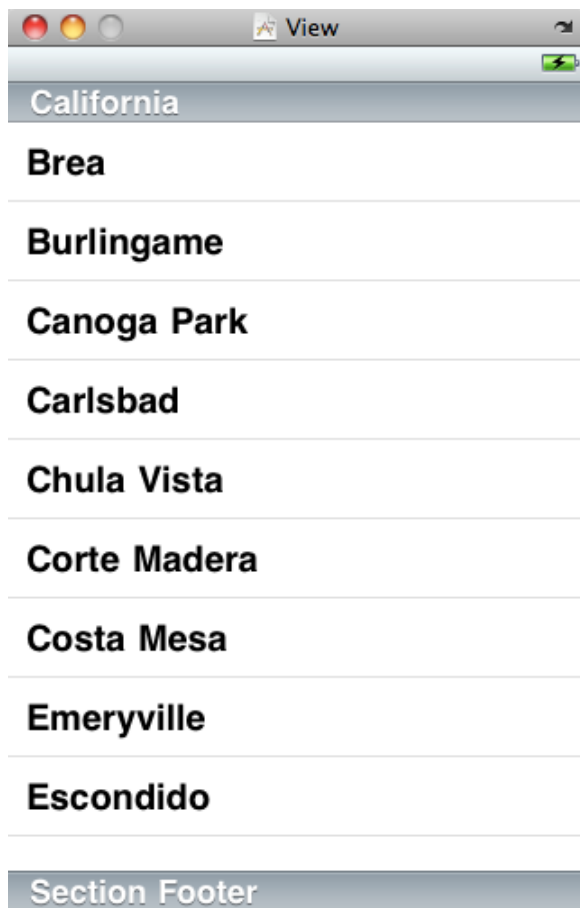 View
California
Brea
Burlingame
Canoga Park
Carlsbad
Chula Vista
Corte Madera
Costa Mesa
Emeryville
Escondido
Section Footer